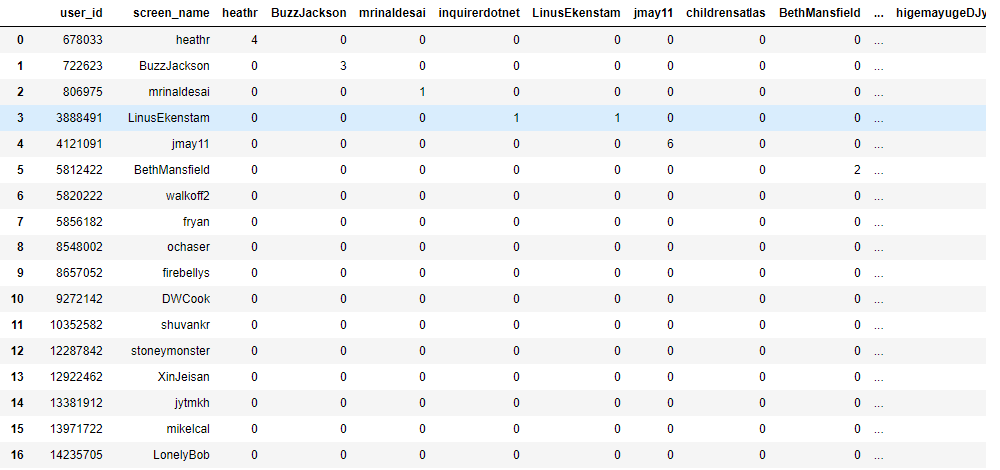 user_id screen_name heathr BuzzJackson mrinaldesai inquirerdotnet LinusEkenstam jmay11 childrensatlas BethMansfield ... higemayugeDJy
0 678033 heathr 4 0 0 0 0 0 0 0 ...
1 722623 BuzzJackson 0 3 0 0 0 0 0 0 ...
2 806975 mrinaldesai 0 0 1 0 0 0 0 0 ...
3 3888491 LinusEkenstam 0 0 0 1 1 0 0 0 ...
4 4121091 jmay11 0 0 0 0 0 6 0 0 ...
5 5812422 BethMansfield 0 0 0 0 0 0 0 2 ...
6 5820222 walkoff2 0 0 0 0 0 0 0 0 ...
7 5856182 fryan 0 0 0 0 0 0 0 0 ...
8 8548002 ochaser 0 0 0 0 0 0 0 0 ...
9 8657052 firebellys 0 0 0 0 0 0 0 0 ...
10 9272142 DWCook 0 0 0 0 0 0 0 0 ...
11 10352582 shuvankr 0 0 0 0 0 0 0 0 ...
12 12287842 stoneymonster 0 0 0 0 0 0 0 0 ...
13 12922462 XinJeisan 0 0 0 0 0 0 0 0 ...
14 13381912 jytmkh 0 0 0 0 0 0 0 0 ...
15 13971722 mikelcal 0 0 0 0 0 0 0 0 ...
16 14235705 LonelyBob 0 0 0 0 0 0 0 0 ...